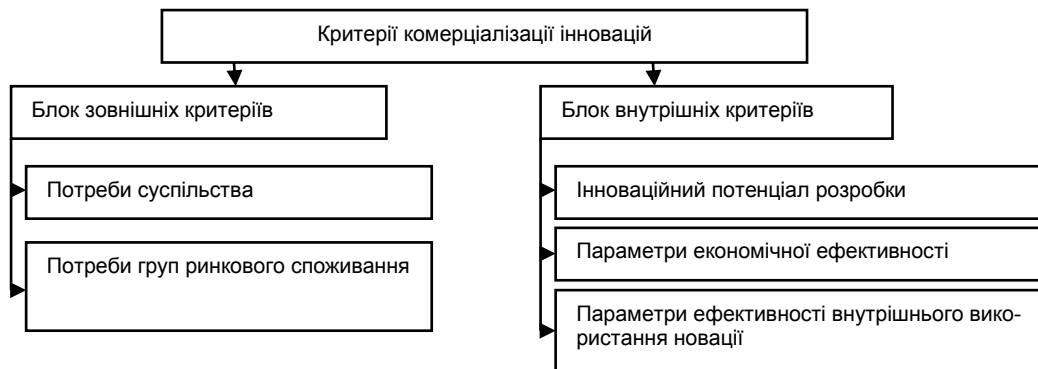 Критерії комерціалізації інновацій
Блок зовнішніх критеріїв
Потреби суспільства
Потреби груп ринкового споживання
Блок внутрішніх критеріїв
Інноваційний потенціал розробки
Параметри економічної ефективності
Параметри ефективності внутрішнього вико-
ристання новації